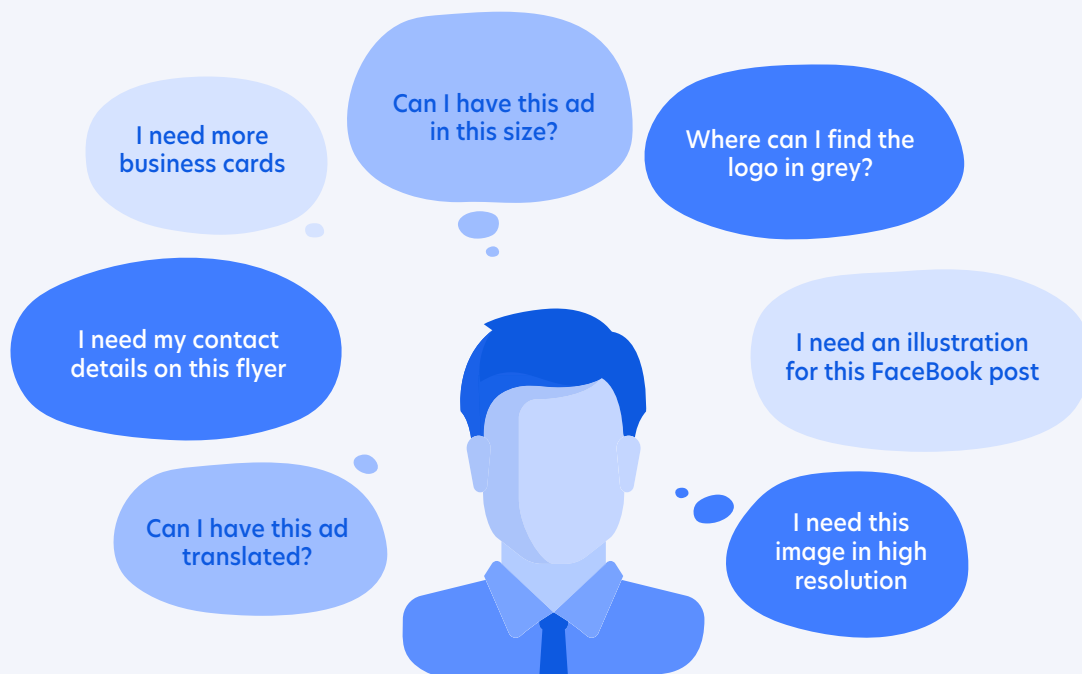 Can I have this ad
in this size?
I need more
business cards
Where can I find the
logo in grey?
I need my contact
details on this flyer
I need an illustration
for this FaceBook post
Can I have this ad
translated?
I need this
image in high
resolution